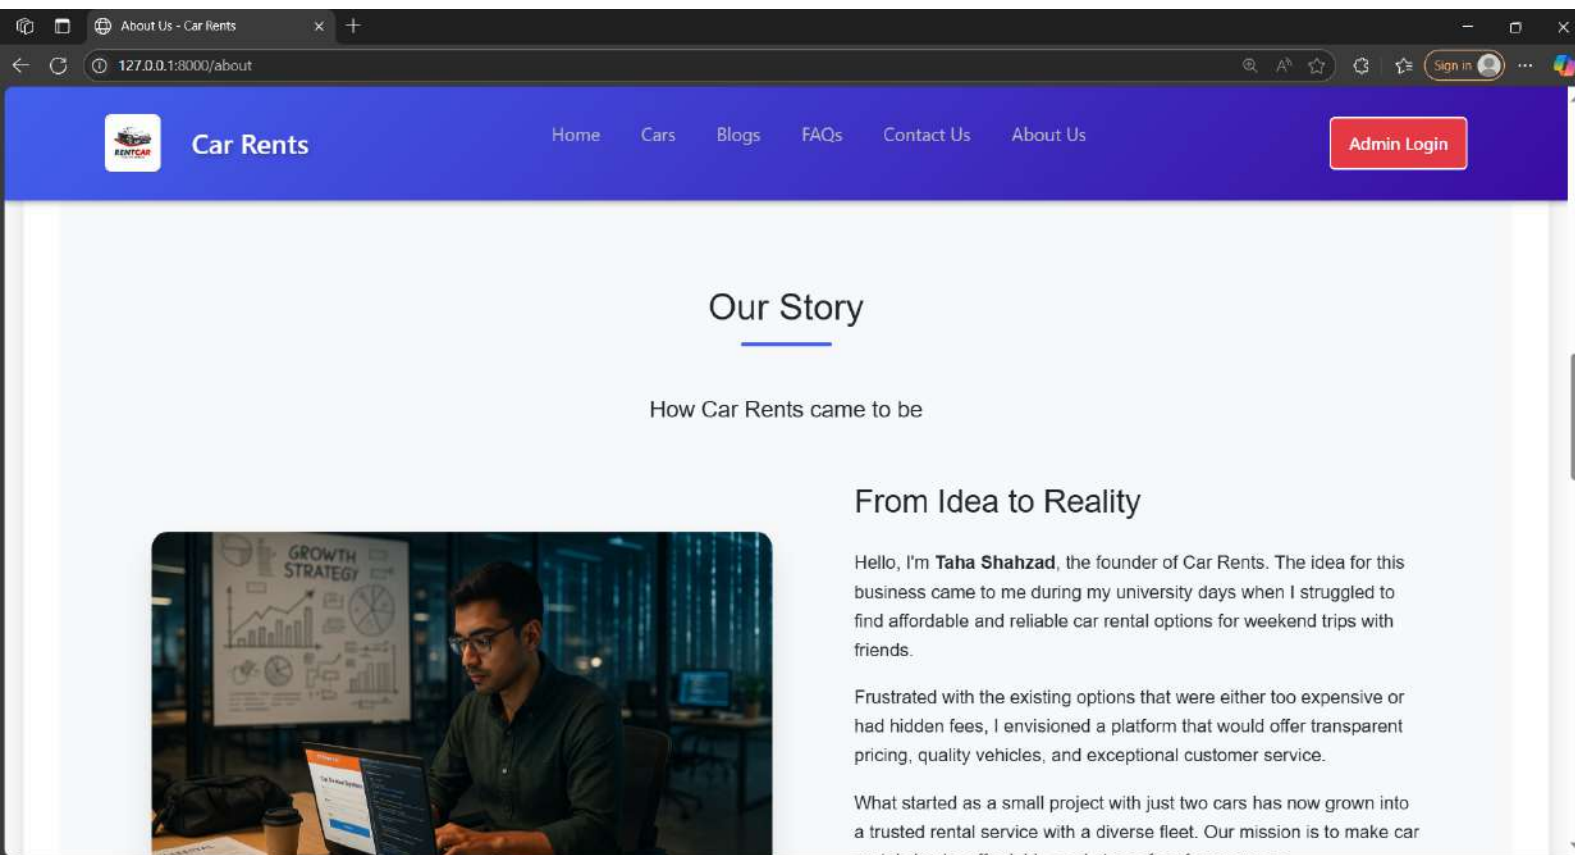 About Us - Car Rents
127.0.0.1:8000/about
Sign in
RENTCAR
Car Rents
Home
Cars
Blogs
FAQs
Contact Us
About Us
Admin Login
Our Story
How Car Rents came to be
From Idea to Reality
Hello, I'm Taha Shahzad, the founder of Car Rents. The idea for this
business came to me during my university days when I struggled to
find affordable and reliable car rental options for weekend trips with
friends.
Frustrated with the existing options that were either too expensive or
had hidden fees, I envisioned a platform that would offer transparent
pricing, quality vehicles, and exceptional customer service.
What started as a small project with just two cars has now grown into
a trusted rental service with a diverse fleet. Our mission is to make car
GROWTH
STRATEGY